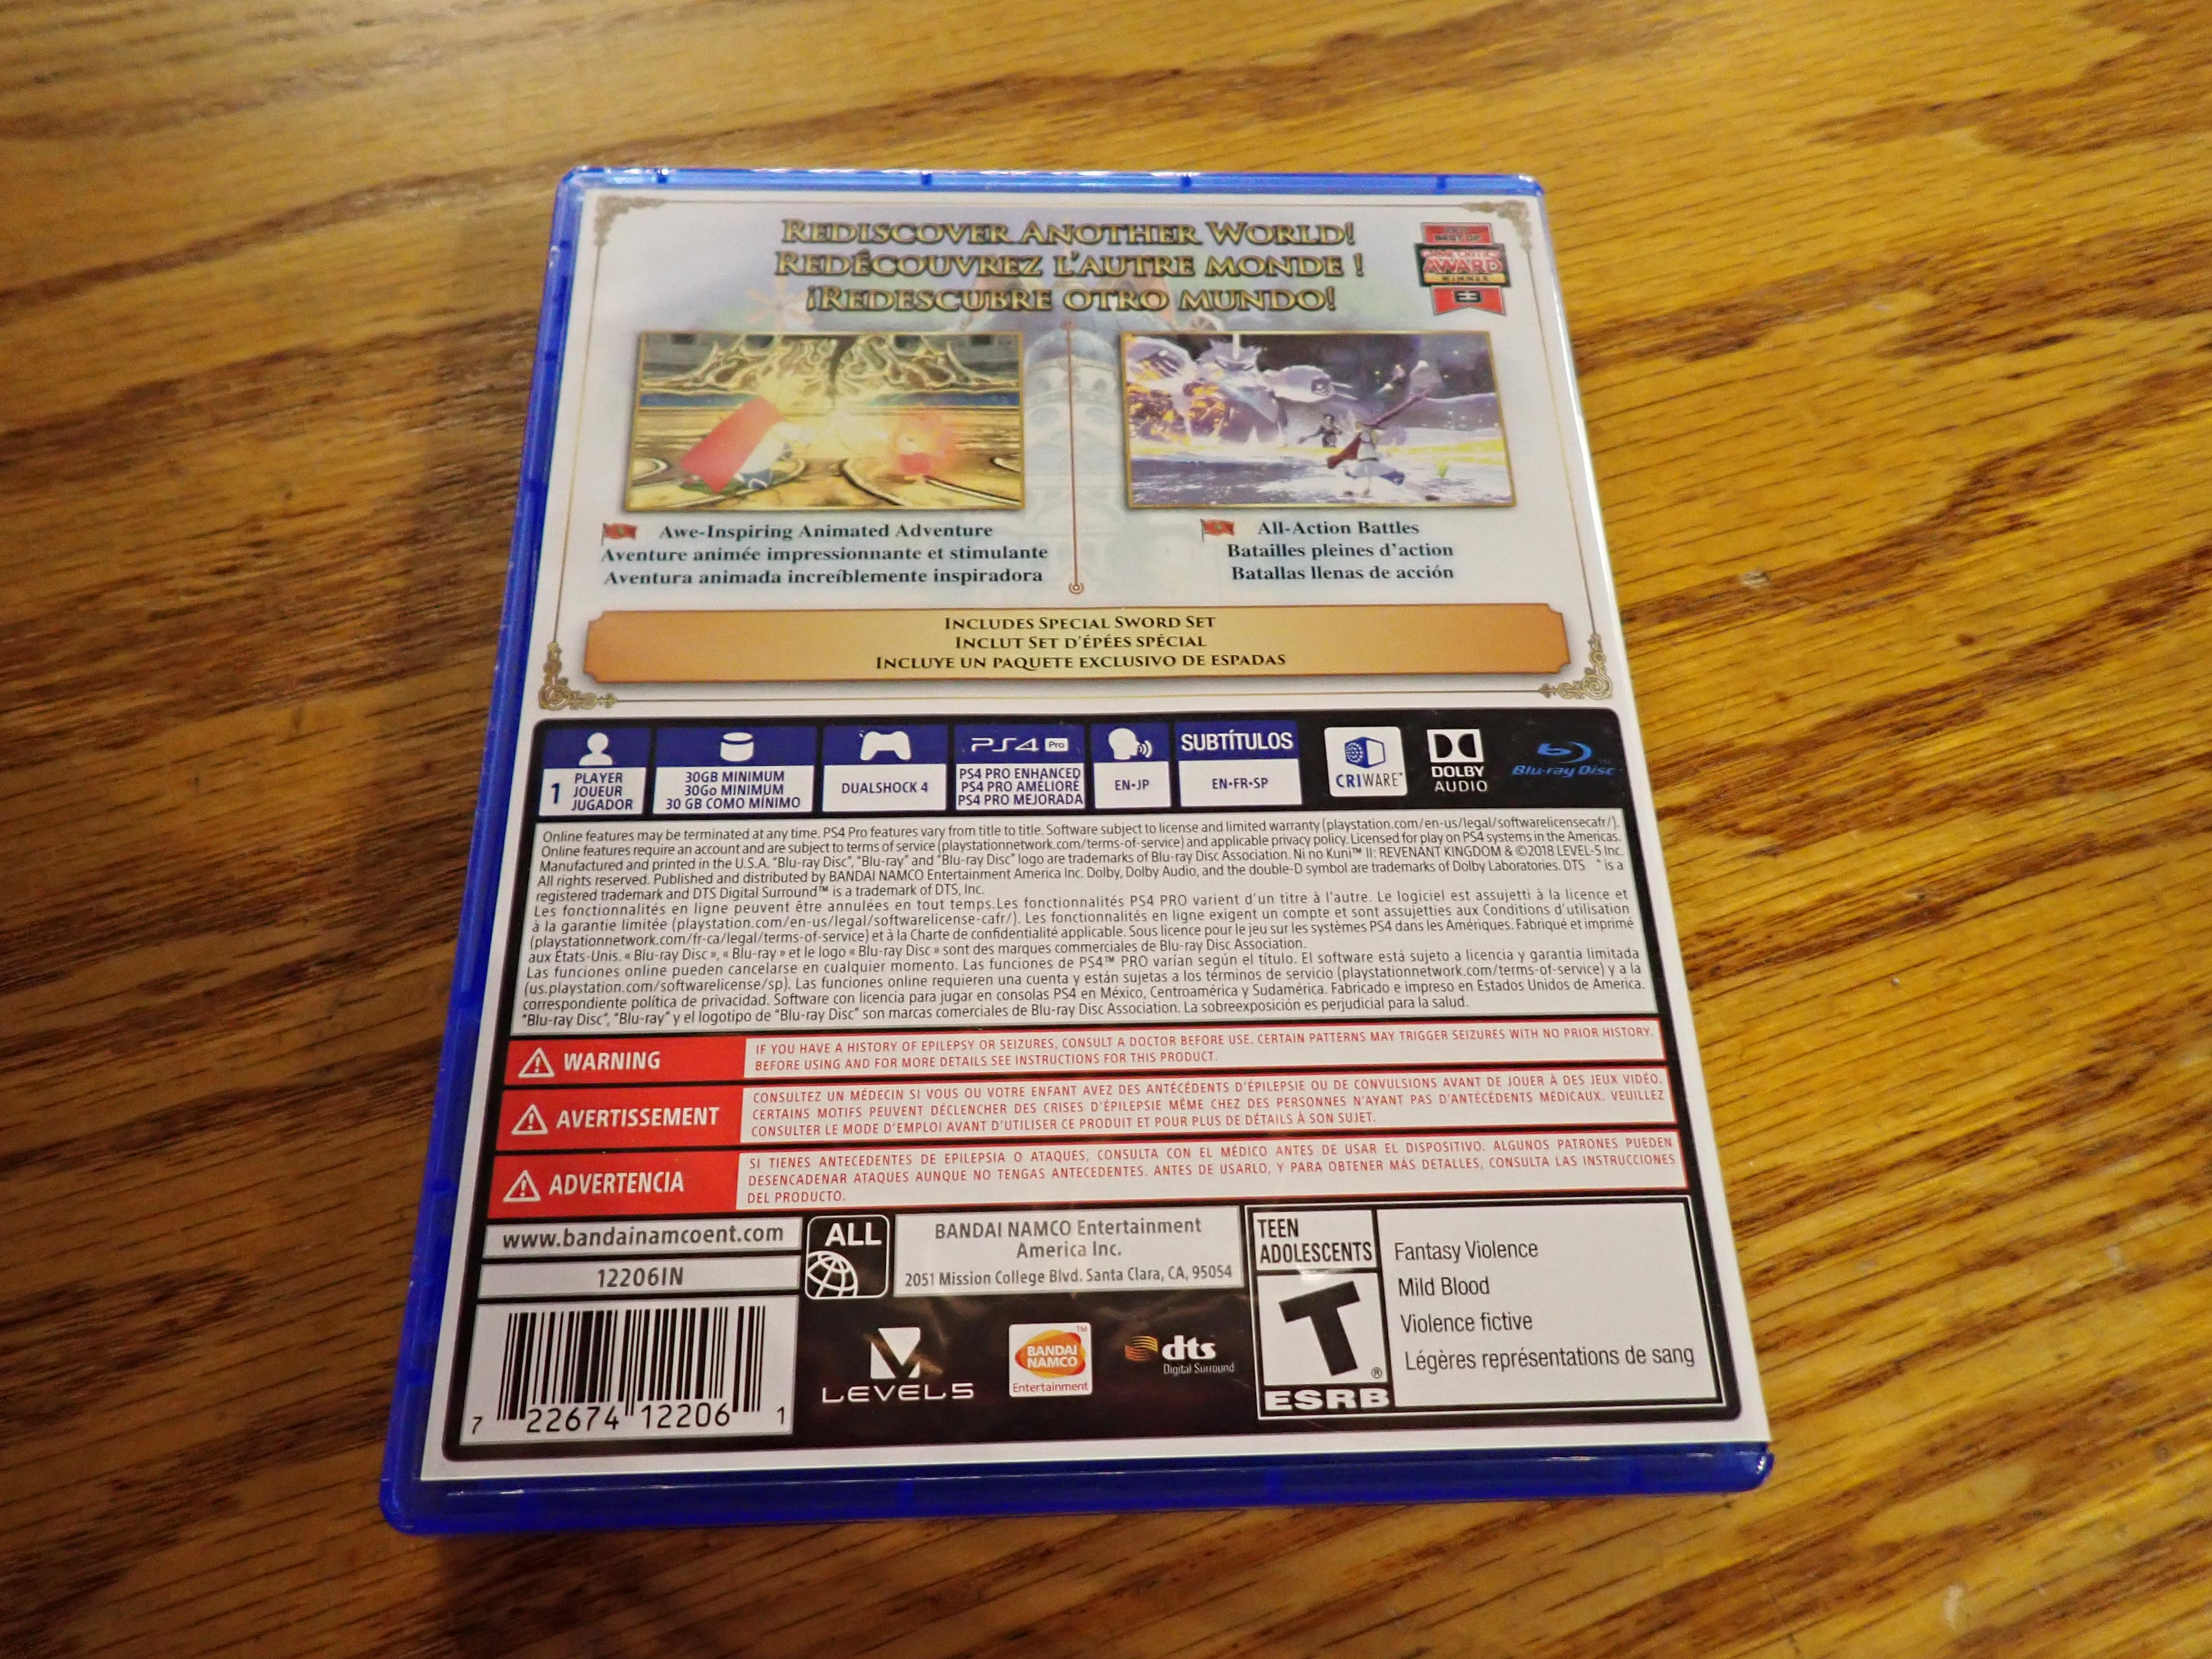 REDISCOVER ANOTHER WORLD!
REDÉCOUVREZ L'AUTRE MONDE !
¡REDESCUBRE OTRO MUNDO!
BEST OF
AWARD
WINNER
E3
Awe-Inspiring Animated Adventure
Aventure animée impressionnante et stimulante
Aventura animada increíblemente inspiradora
All-Action Battles
Batailles pleines d'action
Batallas llenas de acción
INCLUDES SPECIAL SWORD SET
INCLUT SET D'ÉPÉES SPÉCIAL
INCLUYE UN PAQUETE EXCLUSIVO DE ESPADAS
1 PLAYER
JOUEUR
JUGADOR
30GB MINIMUM
30Go MINIMUM
30 GB COMO MÍNIMO
DUALSHOCK 4
PS4 Pro
PS4 PRO ENHANCED
PS4 PRO AMÉLIORÉ
PS4 PRO MEJORADA
EN•JP
SUBTÍTULOS
EN•FR•SP
CRIWARE™
DOLBY
AUDIO
Blu-ray Disc™
Online features may be terminated at any time. PS4 Pro features vary from title to title. Software subject to license and limited warranty (playstation.com/en-us/legal/softwarelicensecafr/).
Online features require an account and are subject to terms of service (playstationnetwork.com/terms-of-service) and applicable privacy policy. Licensed for play on PS4 systems in the Americas.
Manufactured and printed in the U.S.A. "Blu-ray Disc", "Blu-ray" and "Blu-ray Disc" logo are trademarks of Blu-ray Disc Association. Ni no Kuni™ II: REVENANT KINGDOM & ©2018 LEVEL-5 Inc.
All rights reserved. Published and distributed by BANDAI NAMCO Entertainment America Inc. Dolby, Dolby Audio, and the double-D symbol are trademarks of Dolby Laboratories. DTS ® is a
registered trademark and DTS Digital Surround™ is a trademark of DTS, Inc.
Les fonctionnalités en ligne peuvent être annulées en tout temps.Les fonctionnalités PS4 PRO varient d'un titre à l'autre. Le logiciel est assujetti à la licence et
à la garantie limitée (playstation.com/en-us/legal/softwarelicense-cafr/). Les fonctionnalités en ligne exigent un compte et sont assujetties aux Conditions d'utilisation
(playstationnetwork.com/fr-ca/legal/terms-of-service) et à la Charte de confidentialité applicable. Sous licence pour le jeu sur les systèmes PS4 dans les Amériques. Fabriqué et imprimé
aux États-Unis. « Blu-ray Disc », « Blu-ray » et le logo « Blu-ray Disc » sont des marques commerciales de Blu-ray Disc Association.
Las funciones online pueden cancelarse en cualquier momento. Las funciones de PS4™ PRO varían según el título. El software está sujeto a licencia y garantía limitada
(us.playstation.com/softwarelicense/sp). Las funciones online requieren una cuenta y están sujetas a los términos de servicio (playstationnetwork.com/terms-of-service) y a la
correspondiente política de privacidad. Software con licencia para jugar en consolas PS4 en México, Centroamérica y Sudamérica. Fabricado e impreso en Estados Unidos de America.
"Blu-ray Disc", "Blu-ray" y el logotipo de "Blu-ray Disc" son marcas comerciales de Blu-ray Disc Association. La sobreexposición es perjudicial para la salud.
WARNING
IF YOU HAVE A HISTORY OF EPILEPSY OR SEIZURES, CONSULT A DOCTOR BEFORE USE. CERTAIN PATTERNS MAY TRIGGER SEIZURES WITH NO PRIOR HISTORY.
BEFORE USING AND FOR MORE DETAILS SEE INSTRUCTIONS FOR THIS PRODUCT.
AVERTISSEMENT
CONSULTEZ UN MÉDECIN SI VOUS OU VOTRE ENFANT AVEZ DES ANTÉCÉDENTS D'ÉPILEPSIE OU DE CONVULSIONS AVANT DE JOUER À DES JEUX VIDÉO.
CERTAINS MOTIFS PEUVENT DÉCLENCHER DES CRISES D'ÉPILEPSIE MÊME CHEZ DES PERSONNES N'AYANT PAS D'ANTÉCÉDENTS MÉDICAUX. VEUILLEZ
CONSULTER LE MODE D'EMPLOI AVANT D'UTILISER CE PRODUIT ET POUR PLUS DE DÉTAILS À SON SUJET.
ADVERTENCIA
SI TIENES ANTECEDENTES DE EPILEPSIA O ATAQUES, CONSULTA CON EL MÉDICO ANTES DE USAR EL DISPOSITIVO. ALGUNOS PATRONES PUEDEN
DESENCADENAR ATAQUES AUNQUE NO TENGAS ANTECEDENTES. ANTES DE USARLO, Y PARA OBTENER MÁS DETALLES, CONSULTA LAS INSTRUCCIONES
DEL PRODUCTO.
www.bandainamcoent.com
12206IN
ALL
BANDAI NAMCO Entertainment
America Inc.
2051 Mission College Blvd. Santa Clara, CA, 95054
TEEN
ADOLESCENTS
T
®
ESRB
Fantasy Violence
Mild Blood
Violence fictive
Légères représentations de sang
7 22674 12206 1
LEVEL5
BANDAI
NAMCO
TM
Entertainment
dts
Digital Surround